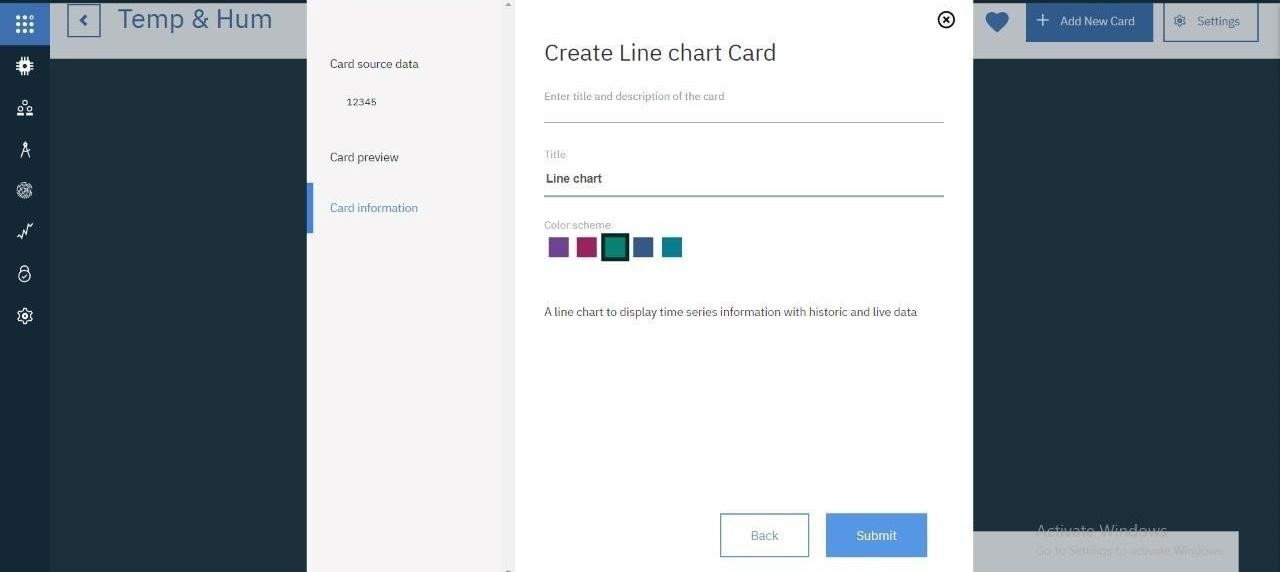 Temp & Hum
Add New Card
Settings
Card source data
12345
Card preview
Card information
Create Line chart Card
Enter title and description of the card
Title
Line chart
Color scheme
A line chart to display time series information with historic and live data
Back
Submit
Activate Windows
Go to Settings to activate Windows.